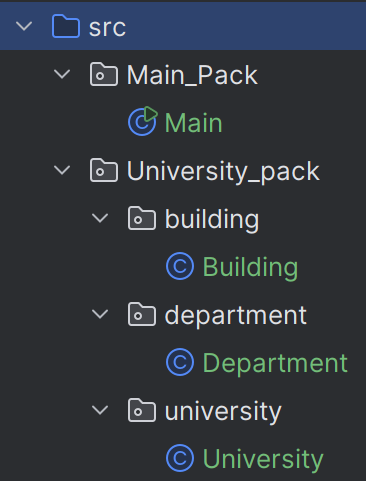 src
Main_Pack
Main
University_pack
building
Building
department
Department
university
University